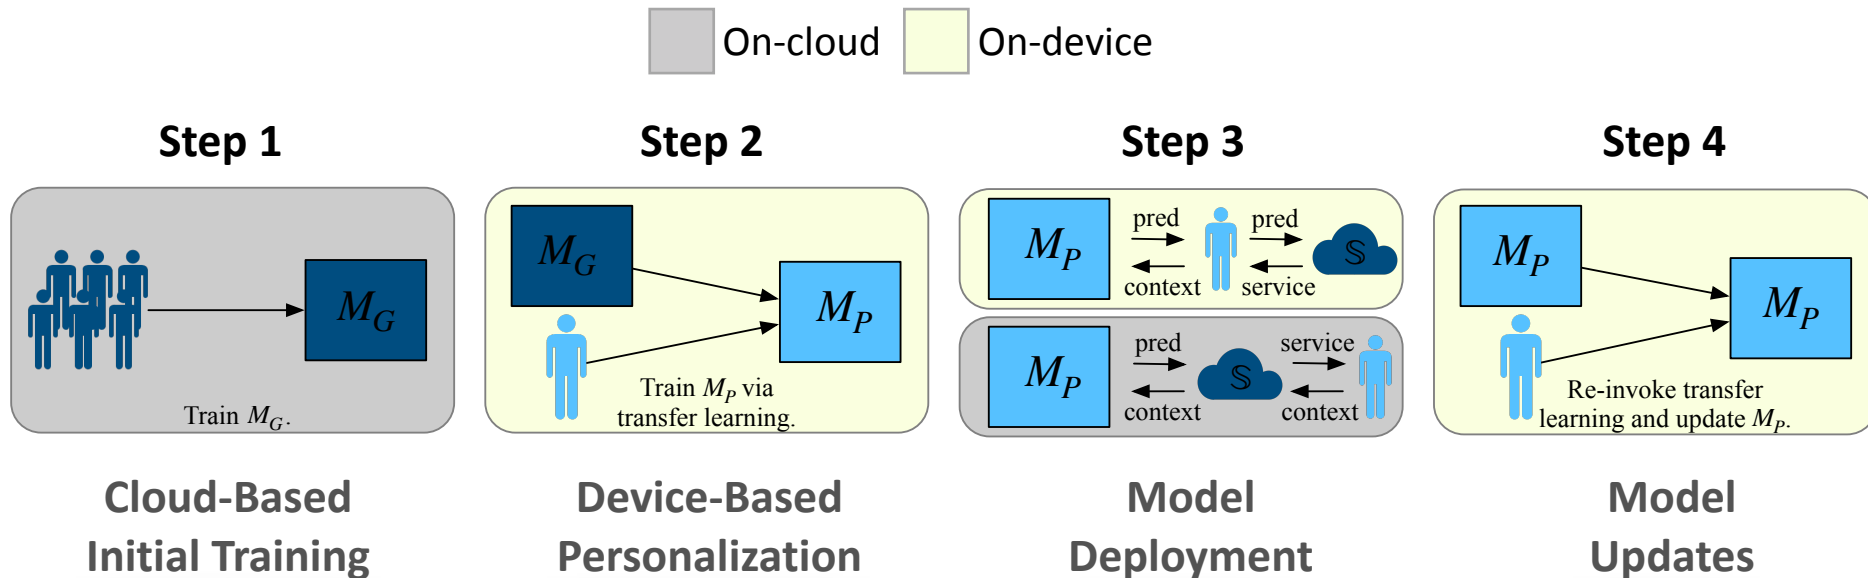 On-cloud
On-device
Step 1
Step 2
Step 3
Step 4
M_G
Train M_G.
M_G
M_P
Train M_P via
transfer learning.
M_P
pred
pred
𝕊
context
service
M_P
pred
service
𝕊
context
context
M_P
M_P
Re-invoke transfer
learning and update M_P.
Cloud-Based
Initial Training
Device-Based
Personalization
Model
Deployment
Model
Updates